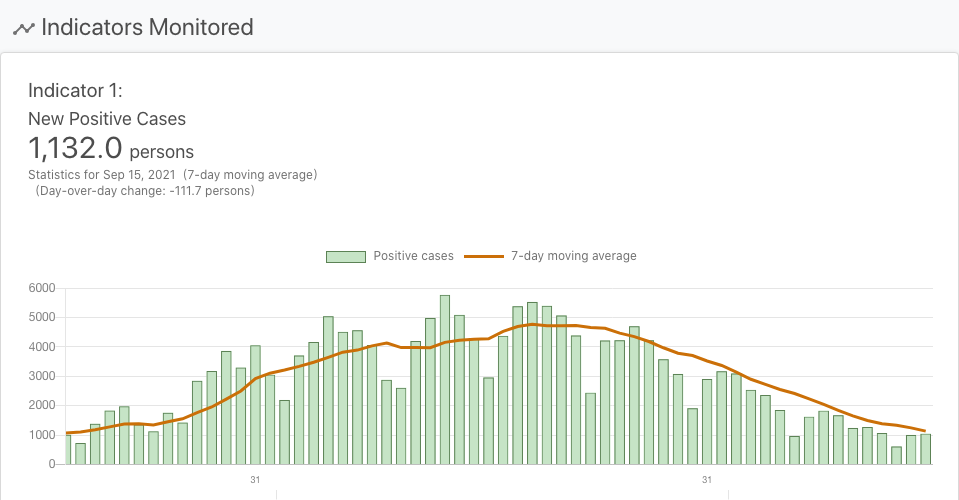 Indicators Monitored
Indicator 1:
New Positive Cases
1,132.0 persons
Statistics for Sep 15, 2021 (7-day moving average)
(Day-over-day change: -111.7 persons)
Positive cases 7-day moving average
6000
5000
4000
3000
2000
1000
0
31 31